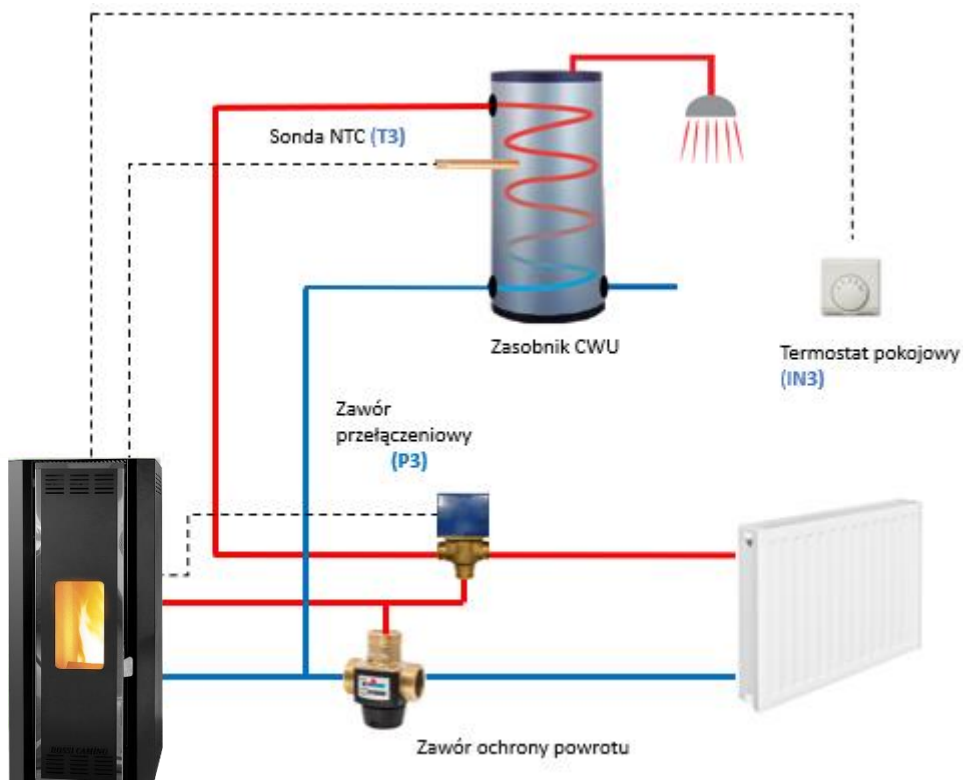 Sonda NTC (T3)
Zasobnik CWU
Termostat pokojowy
(IN3)
Zawór
przełączeniowy
(P3)
Zawór ochrony powrotu